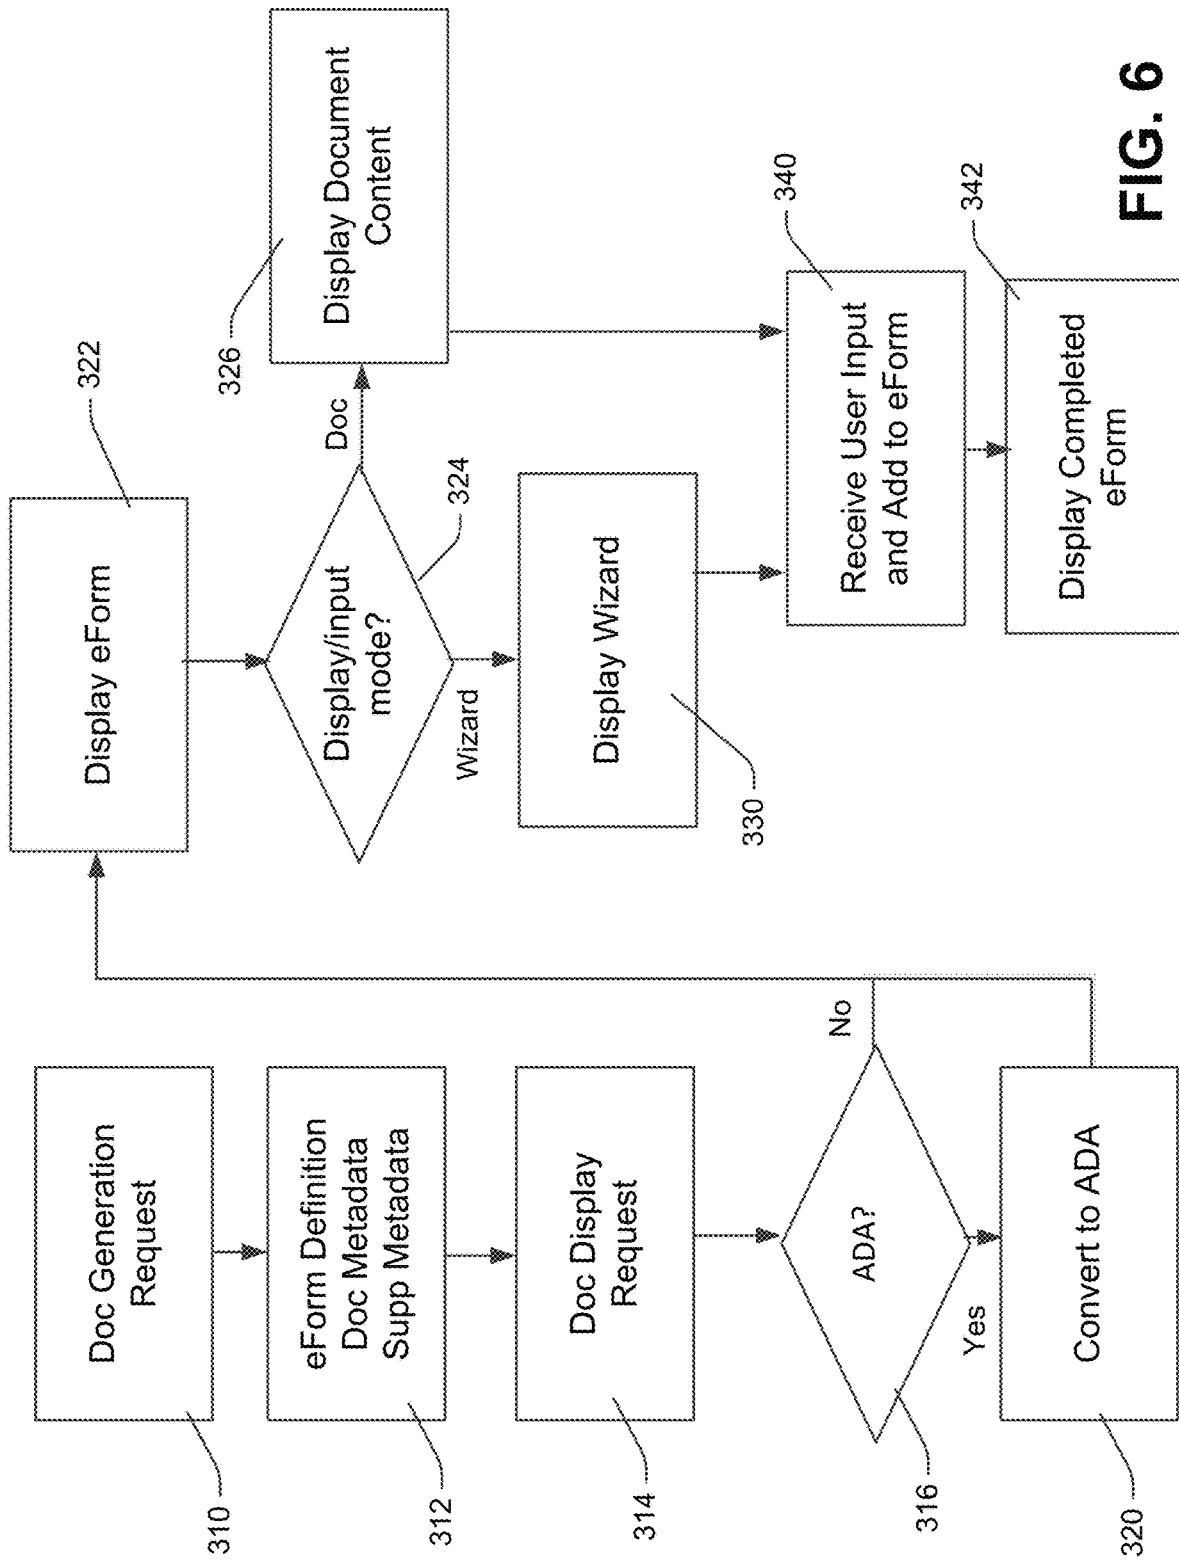 Doc Generation
Request
310
eForm Definition
Doc Metadata
Supp Metadata
312
Doc Display
Request
314
ADA?
316
No
Yes
Convert to ADA
320
Display eForm
322
Display/input
mode?
324
Doc
Wizard
Display Document
Content
326
Display Wizard
330
Receive User Input
and Add to eForm
340
Display Completed
eForm
342
FIG. 6